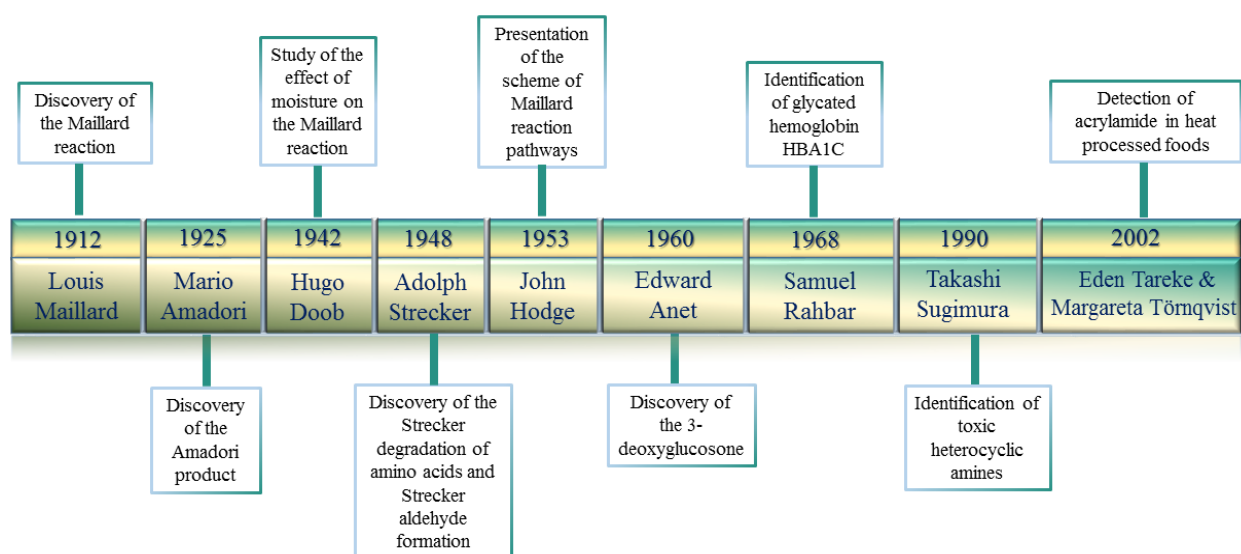 Discovery of
the Maillard
reaction
Study of the
effect of
moisture on
the Maillard
reaction
Presentation
of the
scheme of
Maillard
reaction
pathways
Identification
of glycated
hemoglobin
HBA1C
Detection of
acrylamide in heat
processed foods
1912
1925
1942
1948
1953
1960
1968
1990
2002
Louis
Maillard
Mario
Amadori
Hugo
Doob
Adolph
Strecker
John
Hodge
Edward
Anet
Samuel
Rahbar
Takashi
Sugimura
Eden Tareke &
Margareta Törnqvist
Discovery
of the
Amadori
product
Discovery of the
Strecker
degradation of
amino acids and
Strecker
aldehyde
formation
Discovery of
the 3-
deoxyglucosone
Identification of
toxic
heterocyclic
amines